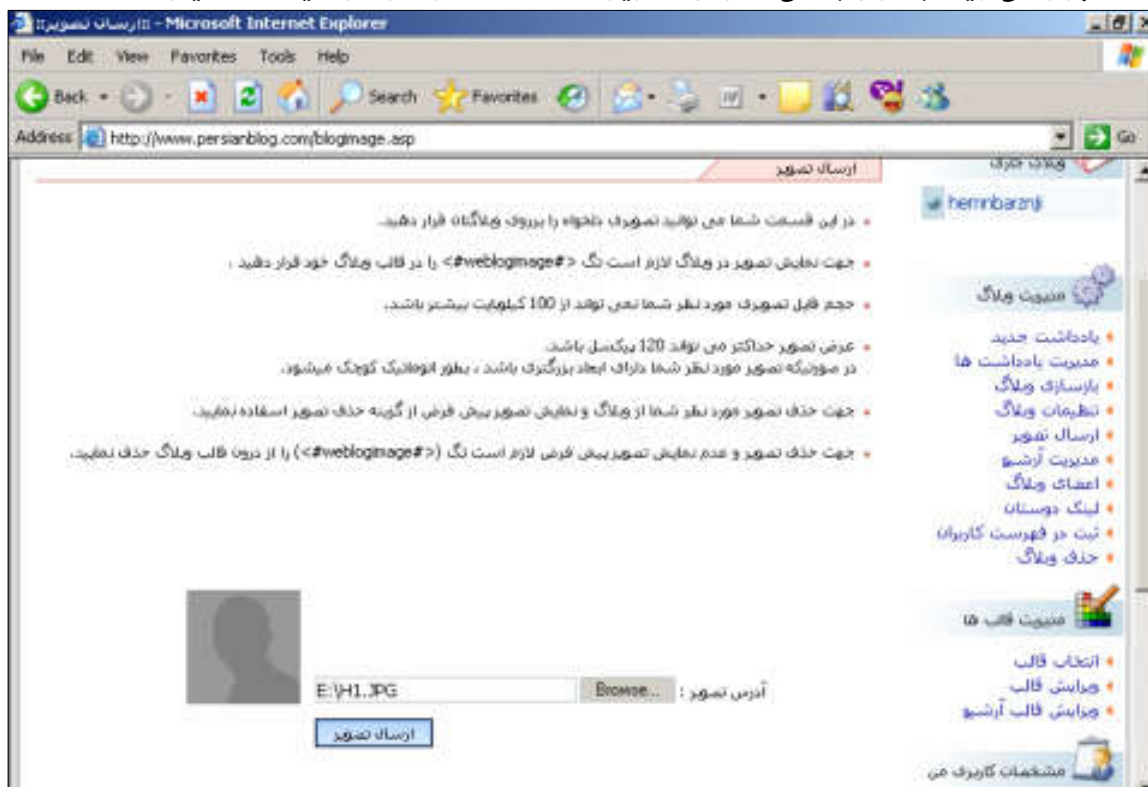 ::ارسال تصویر:: - Microsoft Internet Explorer
File Edit View Favorites Tools Help
Back Search Favorites
Address http://www.persianblog.com/blogimage.asp Go
ارسال تصویر
در این قسمت شما می توانید تصویری دلخواه را برروی وبلاگتان قرار دهید.
جهت نمایش تصویر در وبلاگ لازم است تگ <#weblogimage#> را در قالب وبلاگ خود قرار دهید .
حجم فایل تصویری مورد نظر شما نمی تواند از 100 کیلوبایت بیشتر باشد.
عرض تصویر حداکثر می تواند 120 پیکسل باشد.
در صورتیکه تصویر مورد نظر شما دارای ابعاد بزرگتری باشد ، بطور اتوماتیک کوچک میشود.
جهت حذف تصویر مورد نظر شما از وبلاگ و نمایش تصویر پیش فرض از گزینه حذف تصویر استفاده نمایید.
جهت حذف تصویر و عدم نمایش تصویر پیش فرض لازم است تگ (<#weblogimage#>) را از درون قالب وبلاگ حذف نمایید.
آدرس تصویر :
Browse...
E:\H1.JPG
ارسال تصویر
وبلاگ جاری
hemnbarznji
مدیریت وبلاگ
یادداشت جدید
مدیریت یادداشت ها
بازسازی وبلاگ
تنظیمات وبلاگ
ارسال تصویر
مدیریت آرشیو
اعضای وبلاگ
لینک دوستان
ثبت در فهرست کاربران
حذف وبلاگ
مدیریت قالب ها
انتخاب قالب
ویرایش قالب
ویرایش قالب آرشیو
مشخصات کاربری من